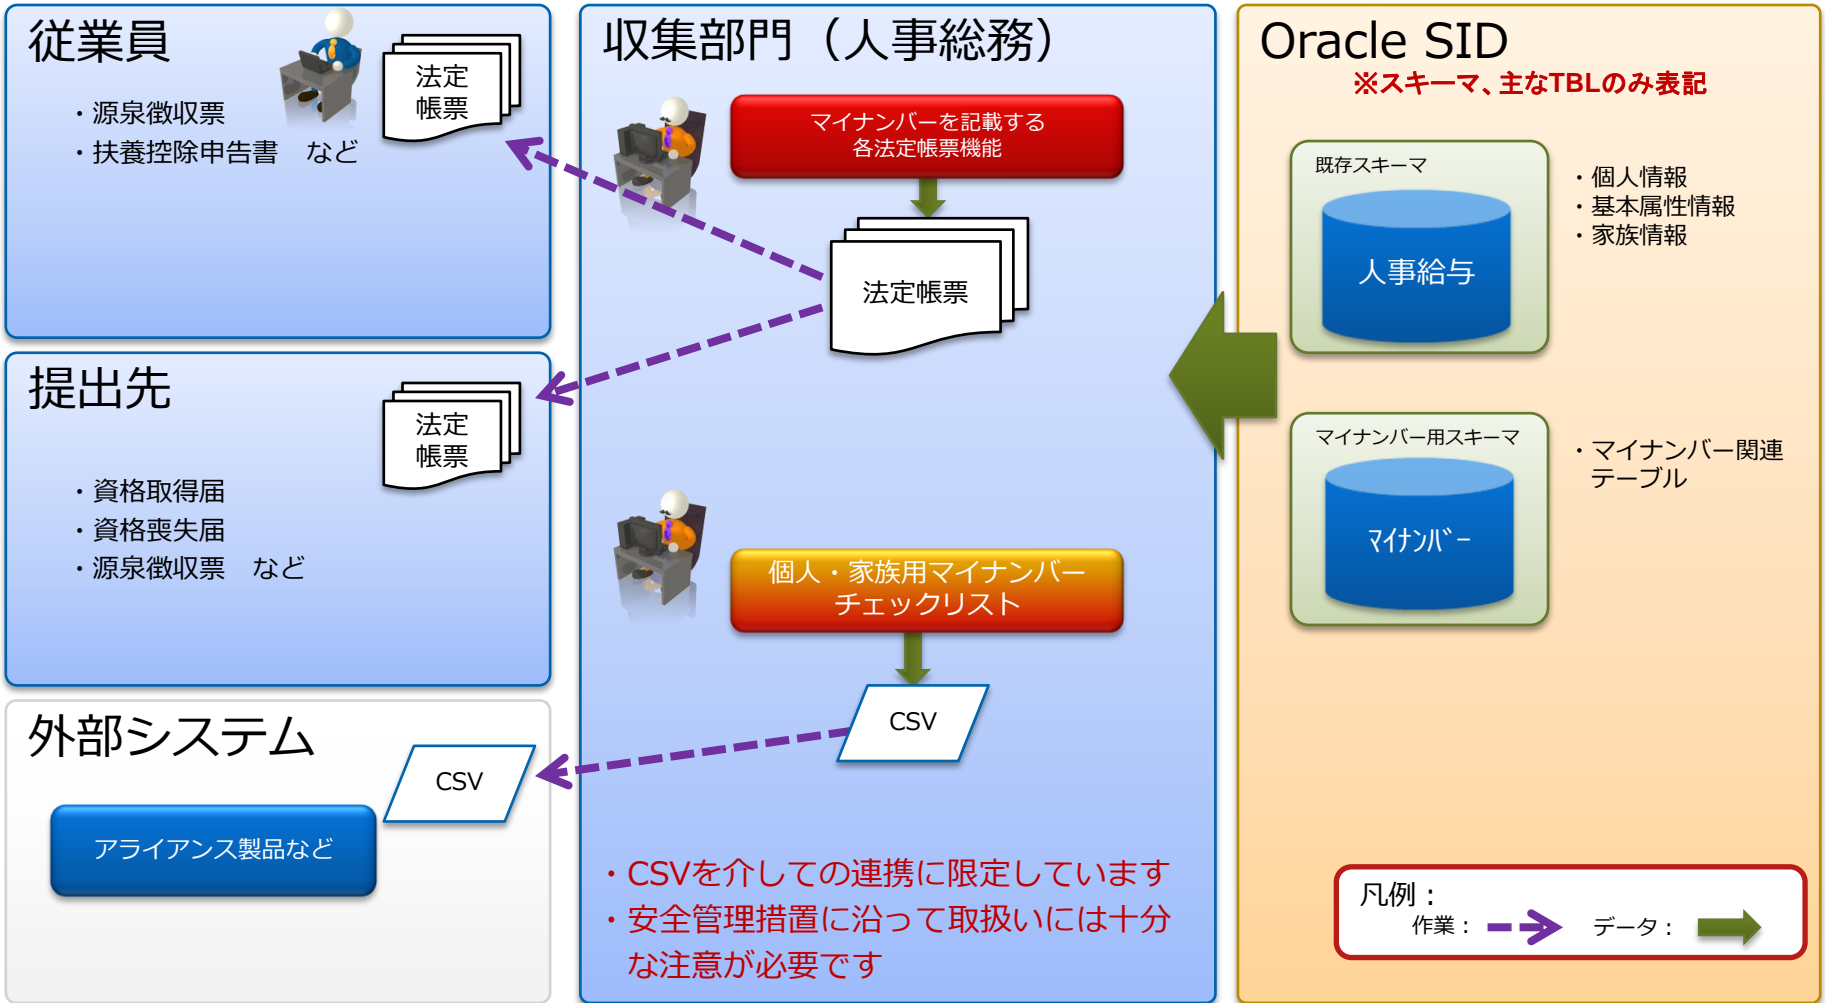 従業員
・源泉徴収票
・扶養控除申告書　など
法定
帳票
提出先
法定
帳票
・資格取得届
・資格喪失届
・源泉徴収票　など
外部システム
CSV
アライアンス製品など
収集部門（人事総務）
マイナンバーを記載する
各法定帳票機能
法定帳票
個人・家族用マイナンバー
チェックリスト
CSV
・CSVを介しての連携に限定しています
・安全管理措置に沿って取扱いには十分
な注意が必要です
Oracle SID
※スキーマ、主なTBLのみ表記
既存スキーマ
人事給与
・個人情報
・基本属性情報
・家族情報
マイナンバー用スキーマ
ﾏｲﾅﾝﾊﾞｰ
・マイナンバー関連
テーブル
凡例：
作業：
データ：